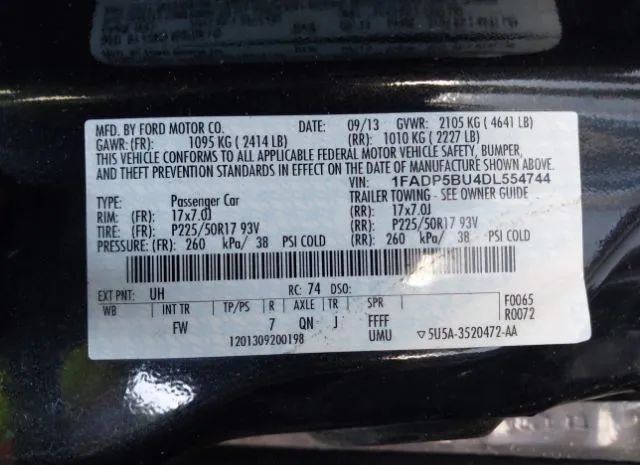 MFD. BY FORD MOTOR CO. DATE: 09/13 GVWR: 2105 KG ( 4641 LB)
GAWR: (FR): 1095 KG ( 2414 LB) (RR): 1010 KG ( 2227 LB)
THIS VEHICLE CONFORMS TO ALL APPLICABLE FEDERAL MOTOR VEHICLE SAFETY, BUMPER,
AND THEFT PREVENTION STANDARDS IN EFFECT ON THE DATE OF MANUFACTURE SHOWN ABOVE.
VIN: 1FADP5BU4DL554744
TYPE: Passenger Car TRAILER TOWING - SEE OWNER GUIDE
RIM: (FR): 17x7.0J (RR): 17x7.0J
TIRE: (FR): P225/50R17 93V (RR): P225/50R17 93V
PRESSURE: (FR): 260 kPa/ 38 PSI COLD (RR): 260 kPa/ 38 PSI COLD
EXT PNT: UH RC: 74 DSO: F0065
WB INT TR TP/PS R AXLE TR SPR R0072
FW 7 QN J FFFF
1201309200198 UMU ▽5U5A-3520472-AA